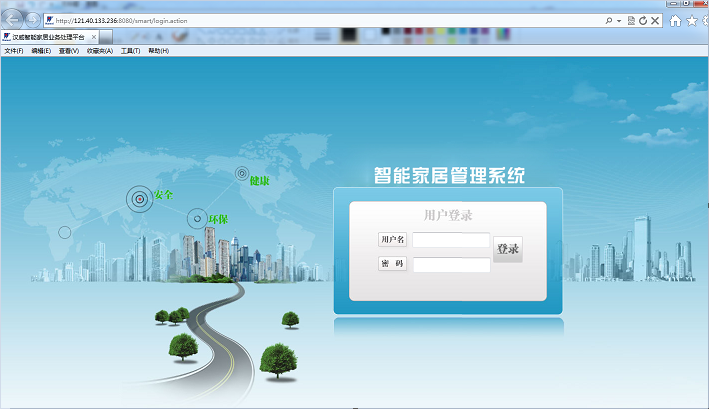 http://121.40.133.236:8080/smart/login.action
汉威智能家居业务处理平台
文件(F) 编辑(E) 查看(V) 收藏夹(A) 工具(T) 帮助(H)
智能家居管理系统
安全
健康
环保
用户登录
用户名
登录
密 码